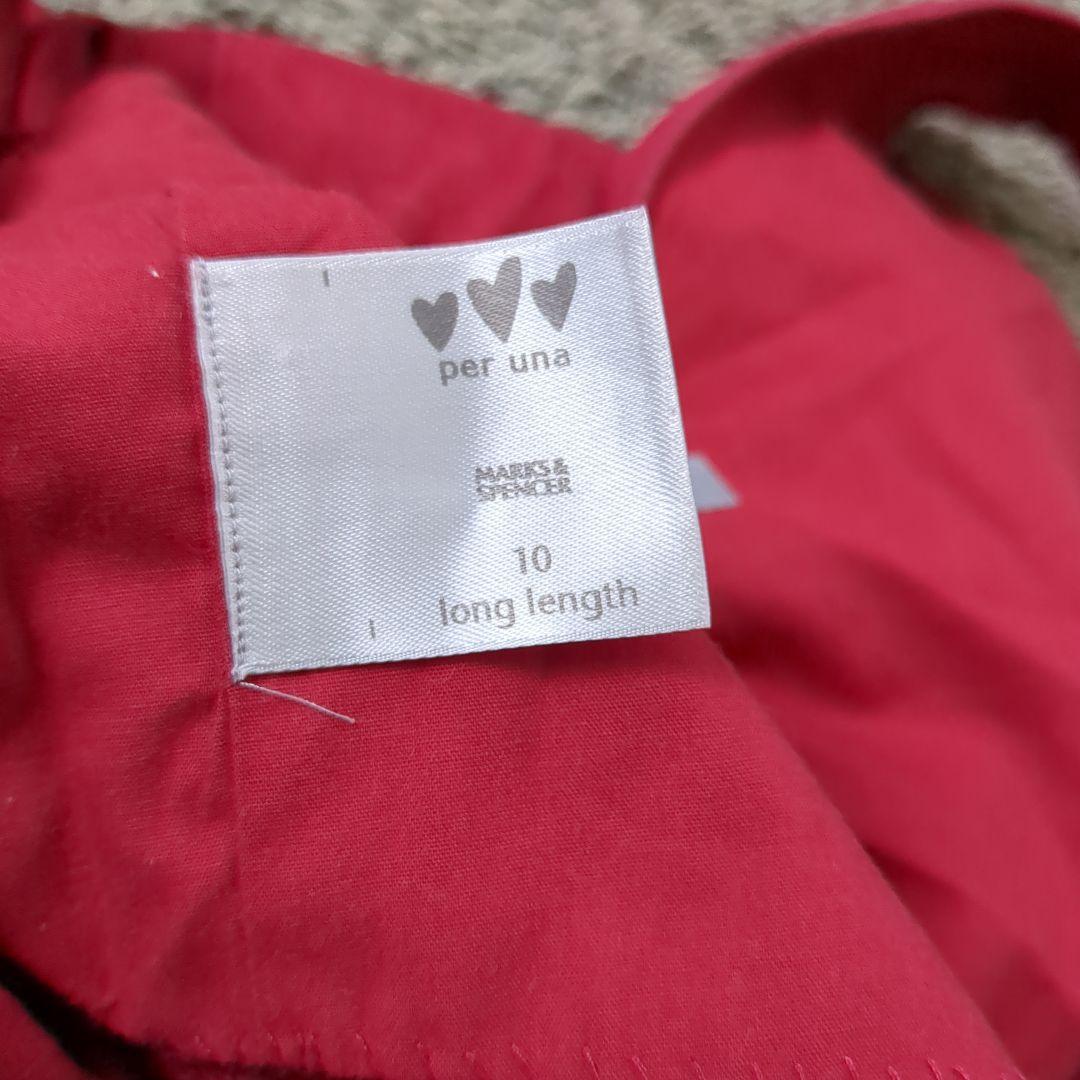 per una
MARKS &
SPENCER
10
long length